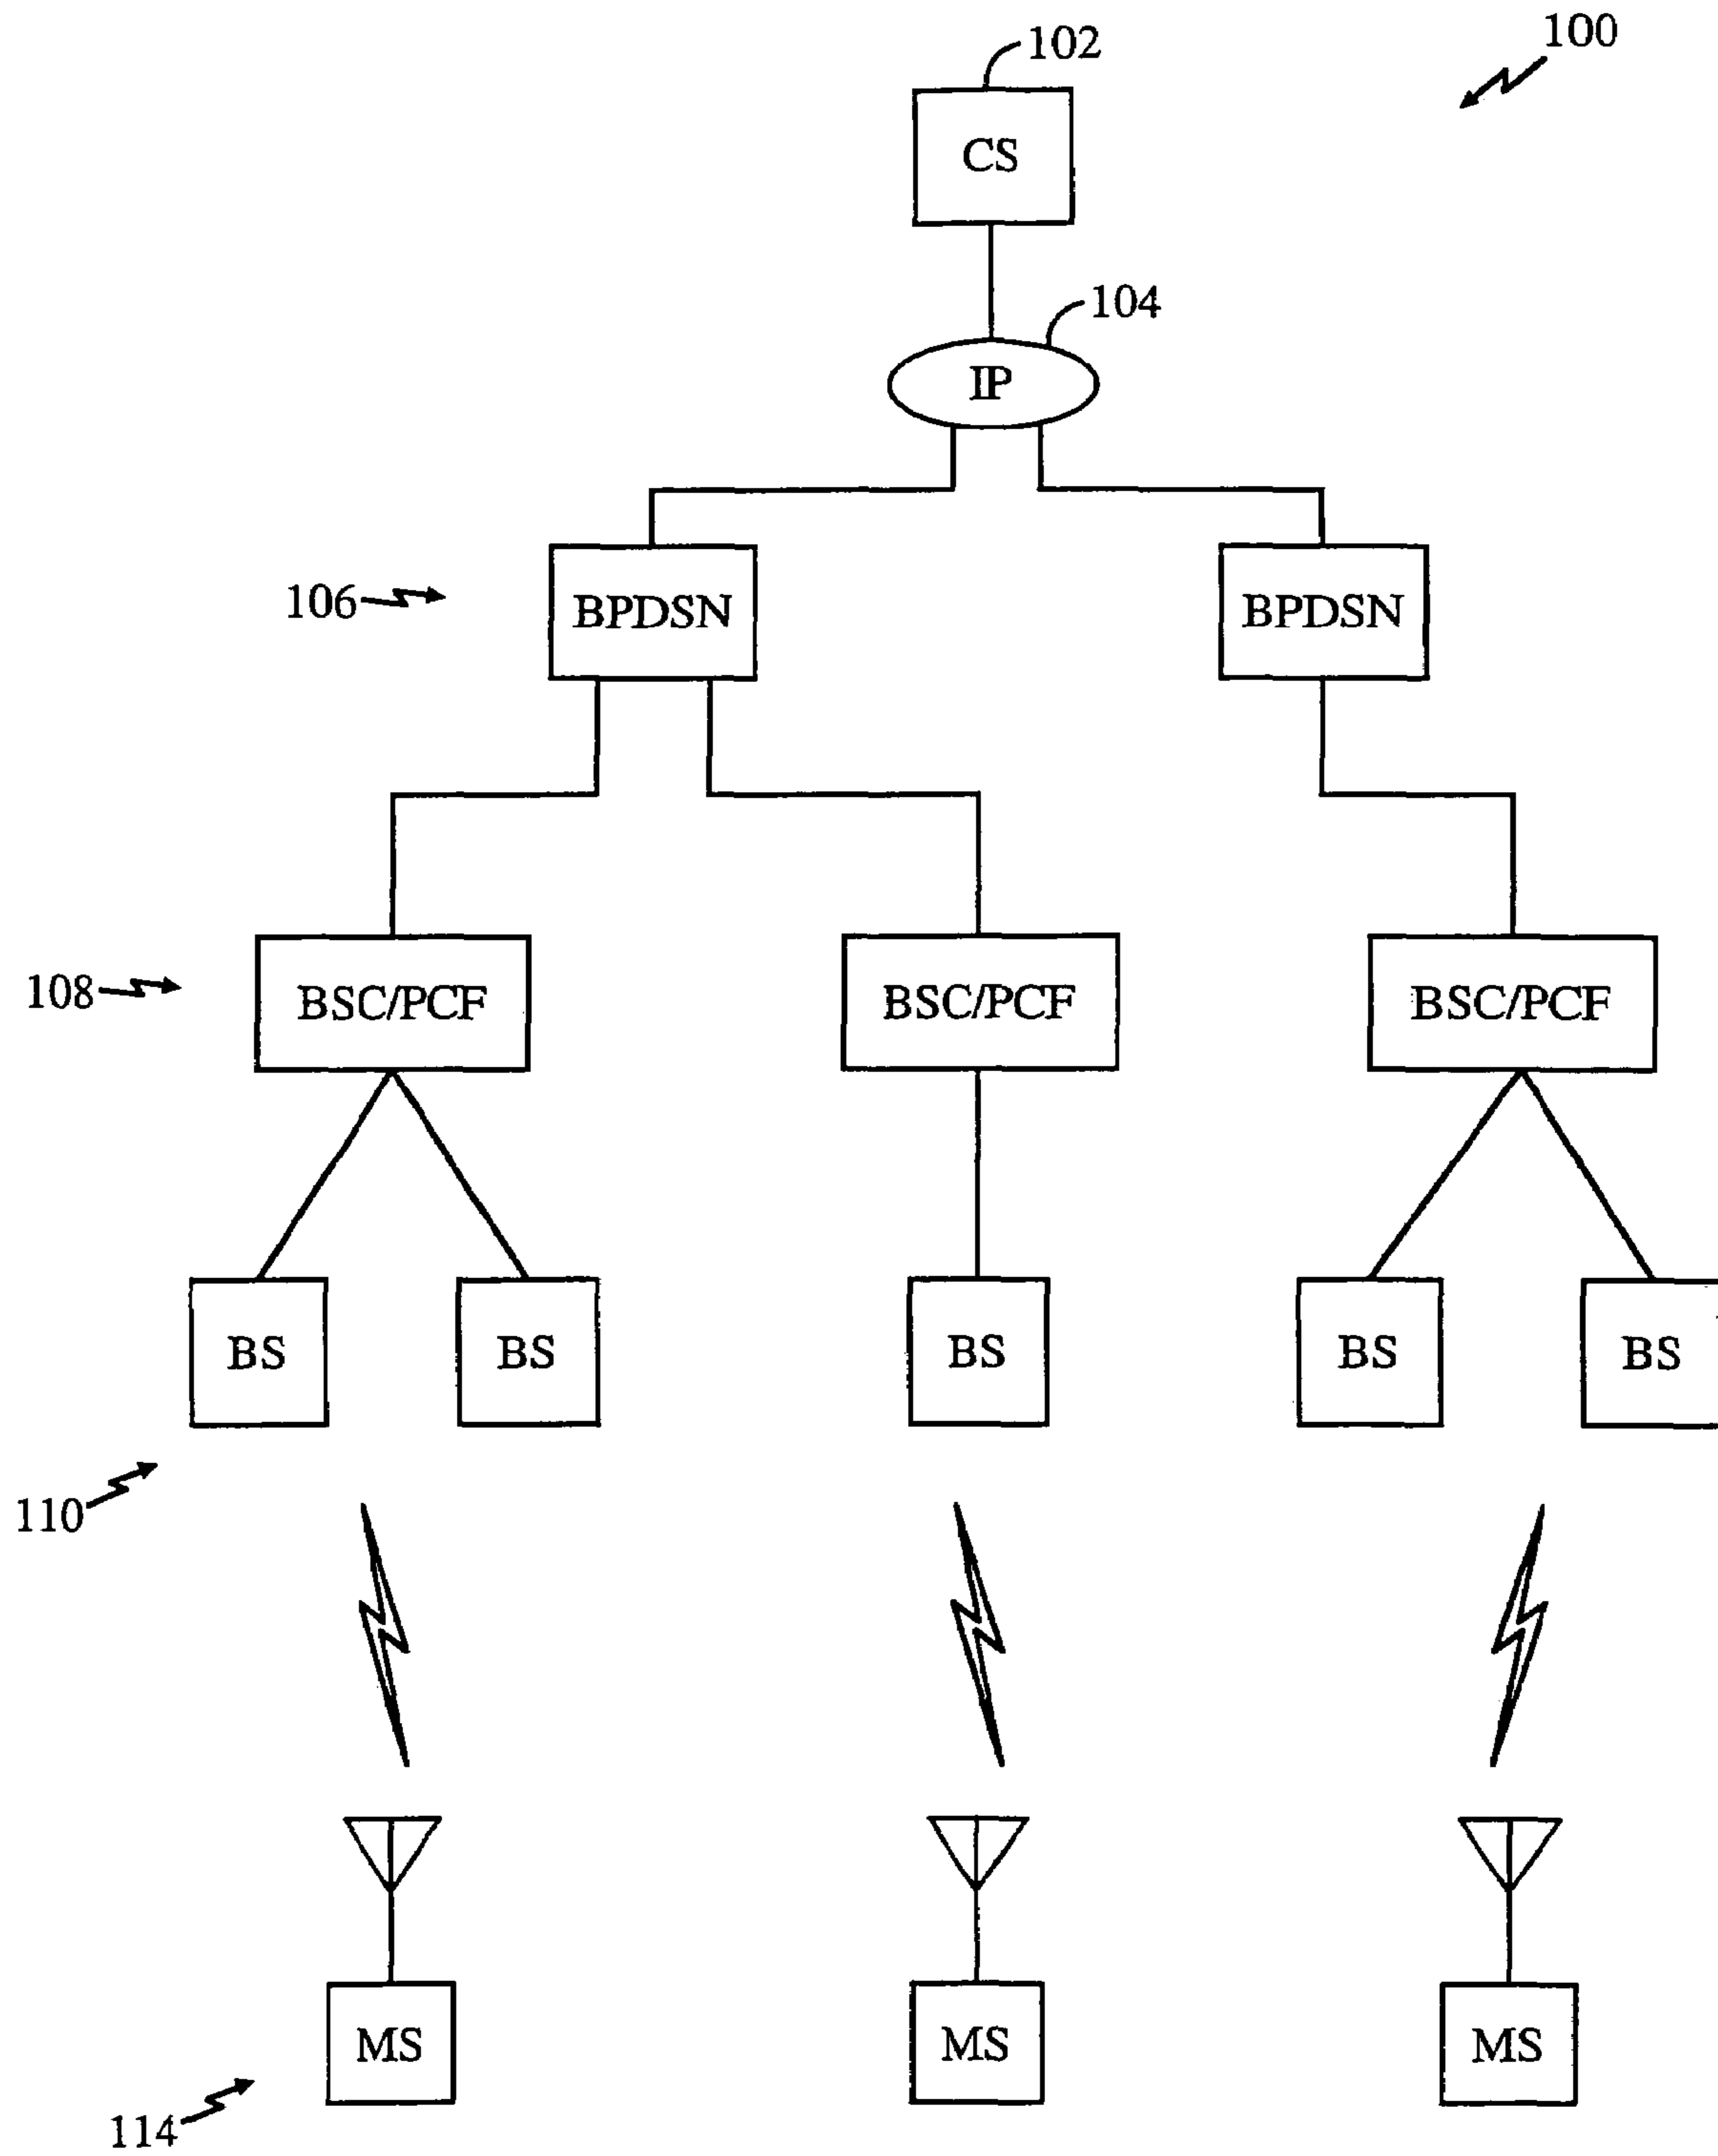 102
100
CS
104
IP
106
BPDSN
BPDSN
108
BSC/PCF
BSC/PCF
BSC/PCF
BS
BS
BS
BS
BS
110
MS
MS
MS
114